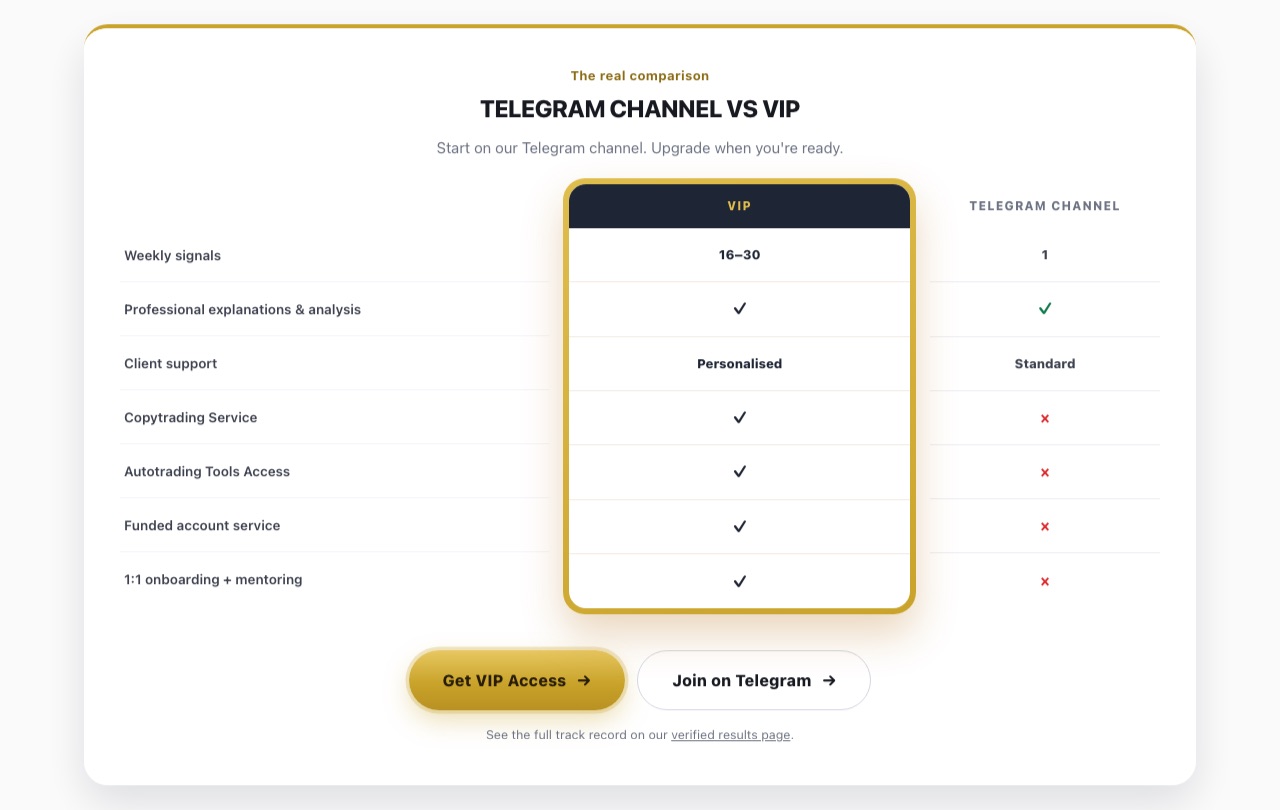 The real comparison
TELEGRAM CHANNEL VS VIP
Start on our Telegram channel. Upgrade when you're ready.
VIP TELEGRAM CHANNEL
Weekly signals 16–30 1
Professional explanations & analysis ✓ ✓
Client support Personalised Standard
Copytrading Service ✓ ×
Autotrading Tools Access ✓ ×
Funded account service ✓ ×
1:1 onboarding + mentoring ✓ ×
Get VIP Access → Join on Telegram →
See the full track record on our verified results page.